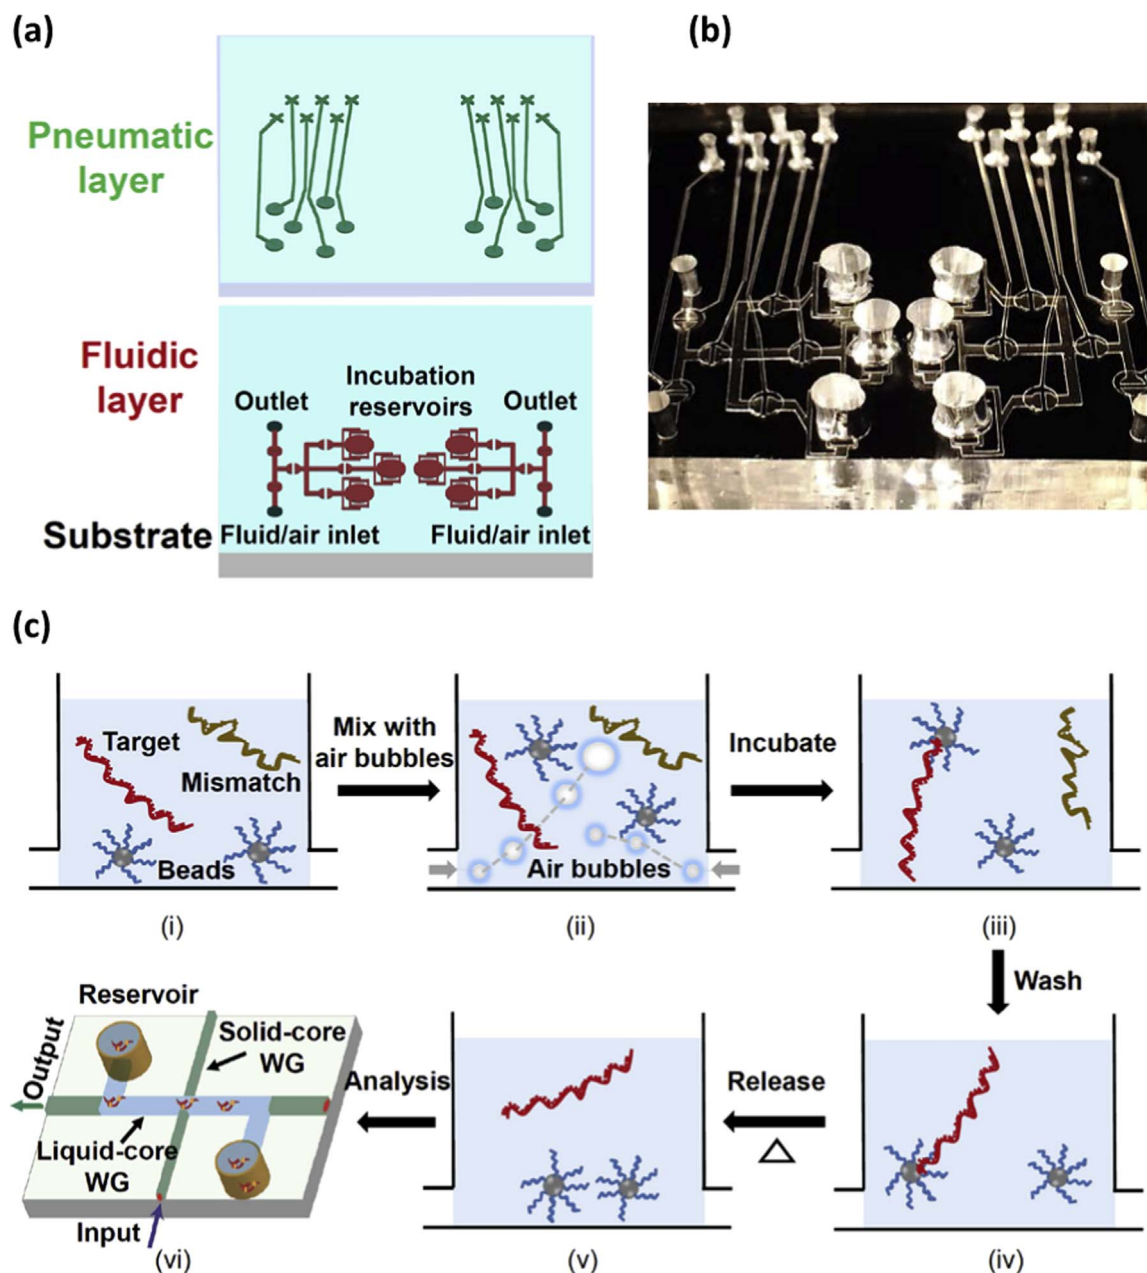 (a)
(b)
Pneumatic
layer
Fluidic
layer
Incubation
reservoirs
Outlet
Outlet
Fluid/air inlet
Fluid/air inlet
Substrate
(c)
Target
Mismatch
Beads
(i)
Mix with
air bubbles
Air bubbles
(ii)
Incubate
(iii)
Wash
(iv)
Release
△
(v)
Analysis
Reservoir
Solid-core
WG
Output
Liquid-core
WG
Input
(vi)